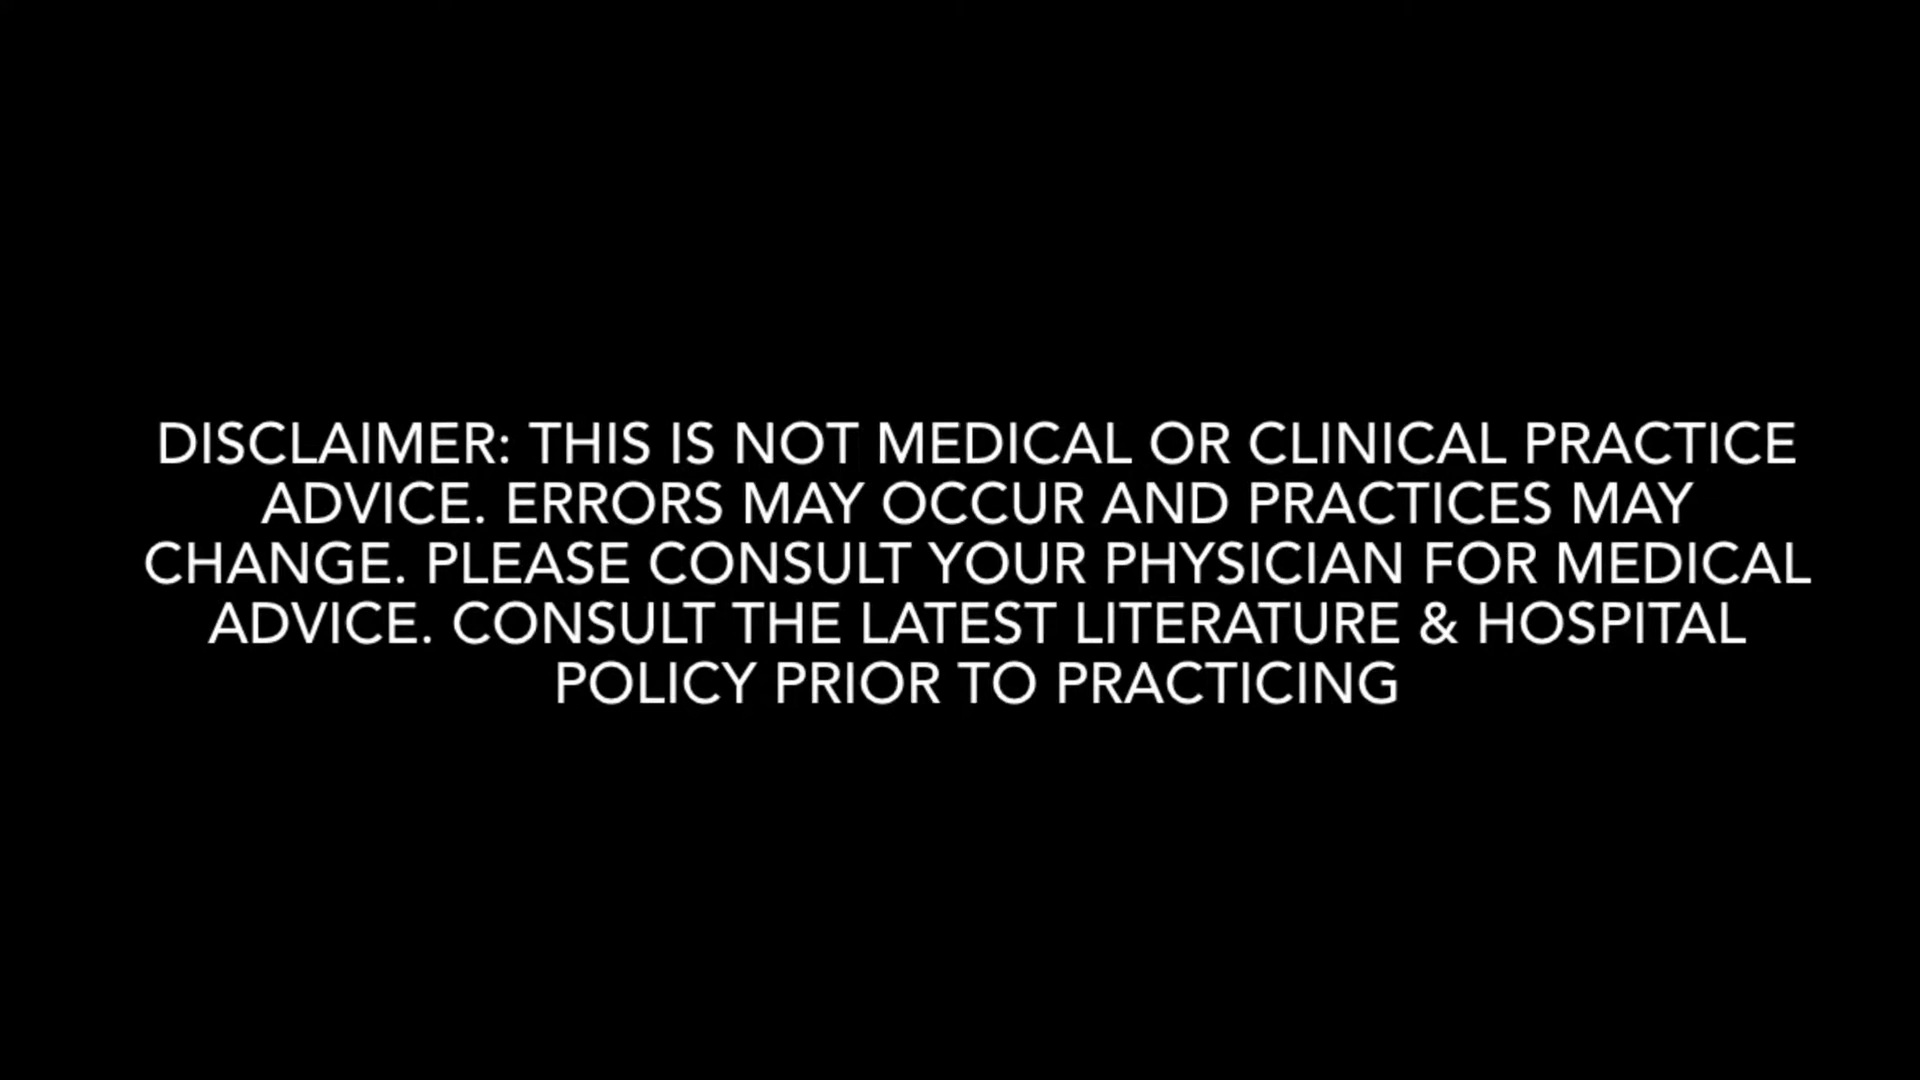 DISCLAIMER: THIS IS NOT MEDICAL OR CLINICAL PRACTICE
ADVICE. ERRORS MAY OCCUR AND PRACTICES MAY
CHANGE. PLEASE CONSULT YOUR PHYSICIAN FOR MEDICAL
ADVICE. CONSULT THE LATEST LITERATURE & HOSPITAL
POLICY PRIOR TO PRACTICING